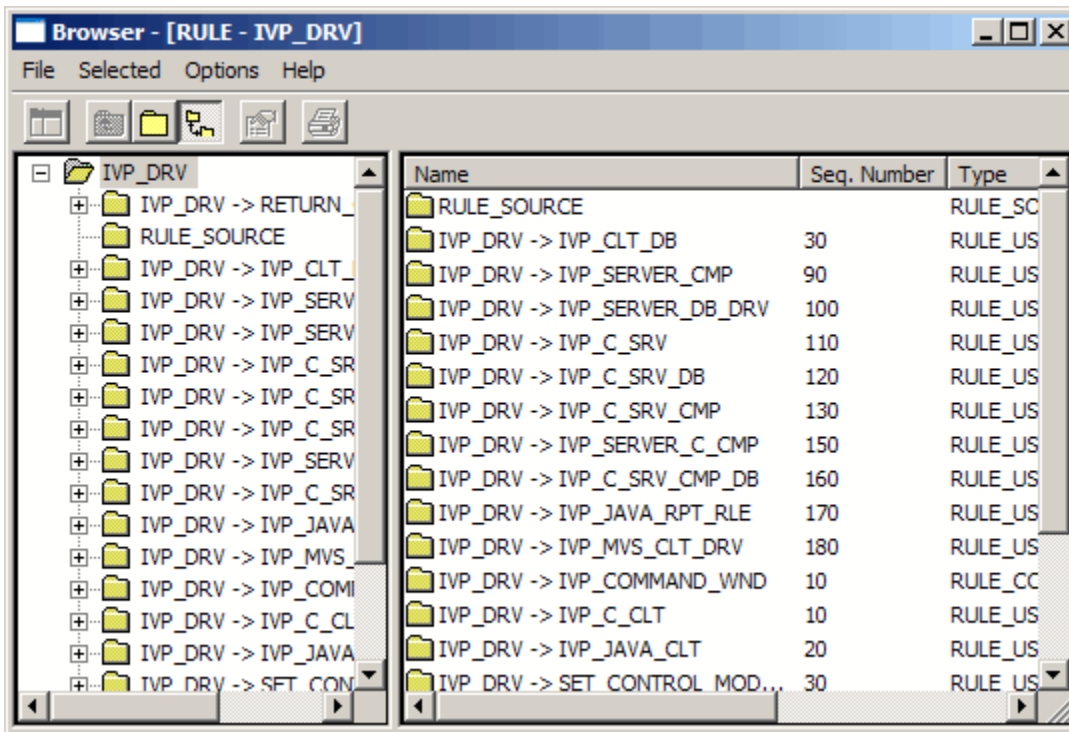 Browser - [RULE - IVP_DRV]
File Selected Options Help
IVP_DRV
IVP_DRV -> RETURN_
RULE_SOURCE
IVP_DRV -> IVP_CLT_
IVP_DRV -> IVP_SERV
IVP_DRV -> IVP_SERV
IVP_DRV -> IVP_C_SR
IVP_DRV -> IVP_C_SR
IVP_DRV -> IVP_C_SR
IVP_DRV -> IVP_SERV
IVP_DRV -> IVP_C_SR
IVP_DRV -> IVP_JAVA
IVP_DRV -> IVP_MVS_
IVP_DRV -> IVP_COM
IVP_DRV -> IVP_C_CL
IVP_DRV -> IVP_JAVA
IVP_DRV -> SET_CON
Name Seq. Number Type
RULE_SOURCE RULE_SO
IVP_DRV -> IVP_CLT_DB 30 RULE_US
IVP_DRV -> IVP_SERVER_CMP 90 RULE_US
IVP_DRV -> IVP_SERVER_DB_DRV 100 RULE_US
IVP_DRV -> IVP_C_SRV 110 RULE_US
IVP_DRV -> IVP_C_SRV_DB 120 RULE_US
IVP_DRV -> IVP_C_SRV_CMP 130 RULE_US
IVP_DRV -> IVP_SERVER_C_CMP 150 RULE_US
IVP_DRV -> IVP_C_SRV_CMP_DB 160 RULE_US
IVP_DRV -> IVP_JAVA_RPT_RLE 170 RULE_US
IVP_DRV -> IVP_MVS_CLT_DRV 180 RULE_US
IVP_DRV -> IVP_COMMAND_WND 10 RULE_CC
IVP_DRV -> IVP_C_CLT 10 RULE_US
IVP_DRV -> IVP_JAVA_CLT 20 RULE_US
IVP_DRV -> SET_CONTROL_MOD... 30 RULE_US